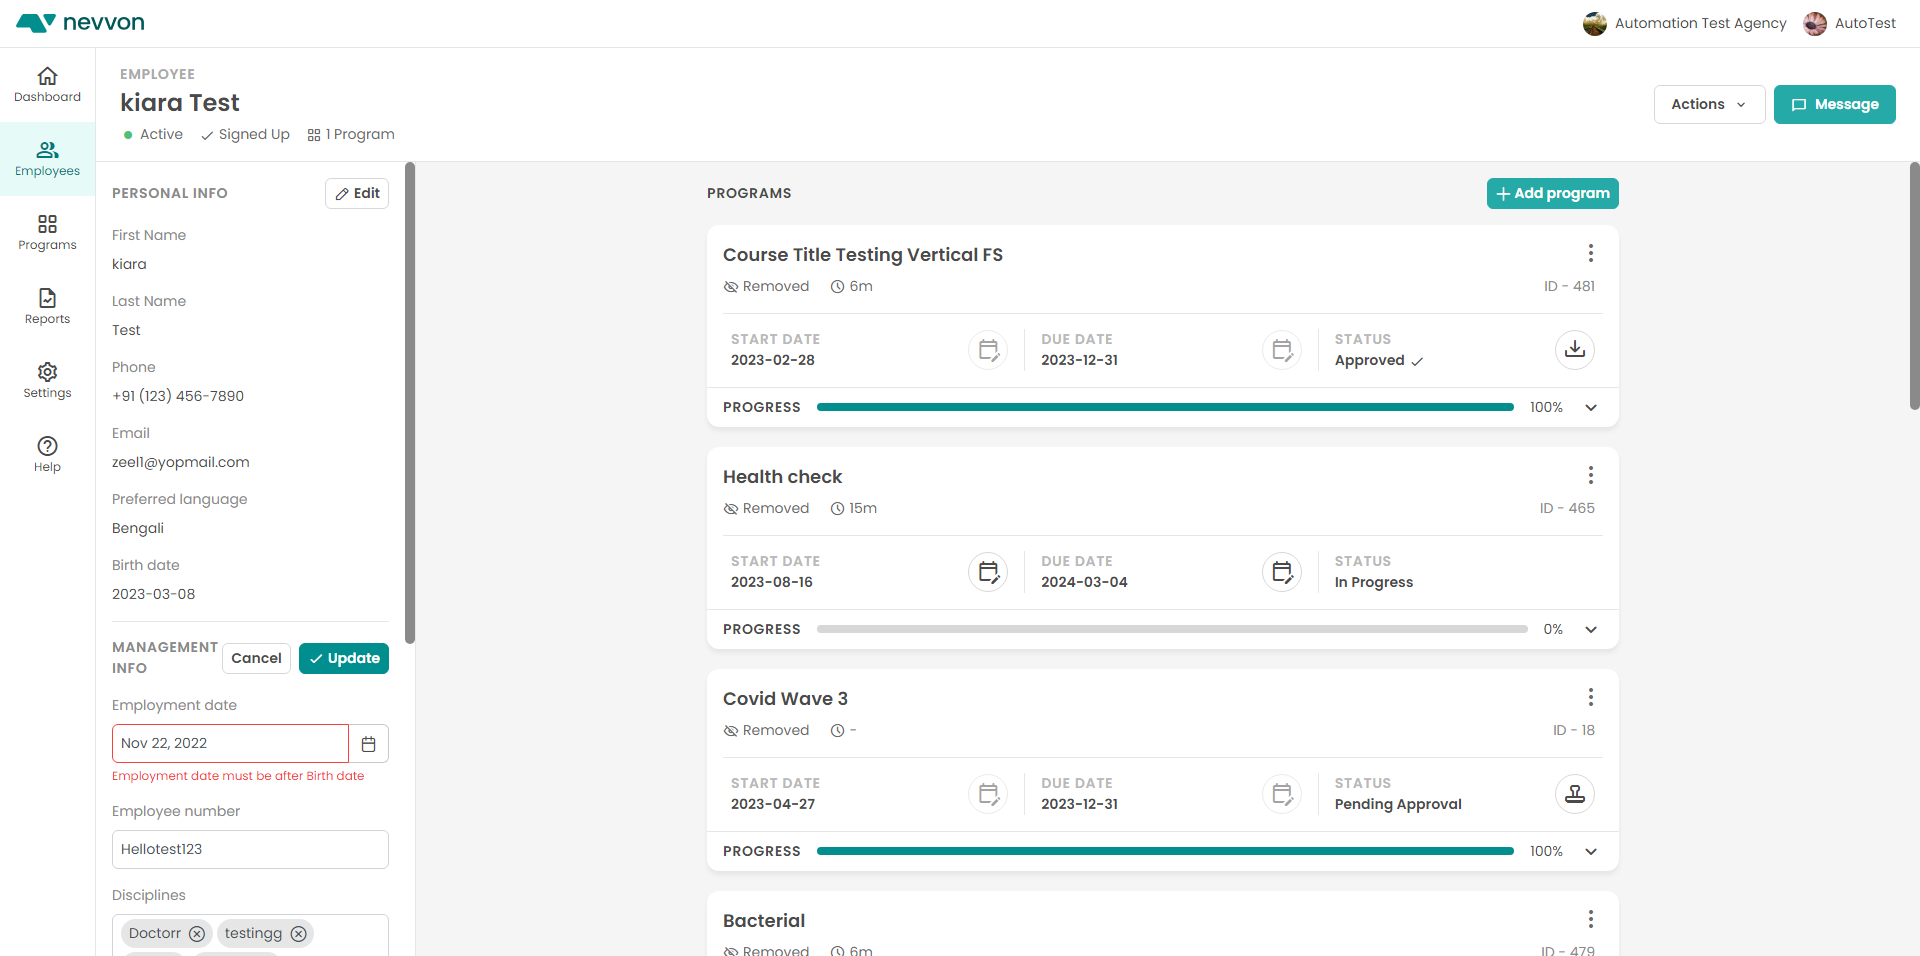 nevvon
Automation Test Agency
AutoTest
Dashboard
Employees
Programs
Reports
Settings
Help
EMPLOYEE
kiara Test
Active
Signed Up
1 Program
Actions
Message
PERSONAL INFO
Edit
First Name
kiara
Last Name
Test
Phone
+91 (123) 456-7890
Email
zeel1@yopmail.com
Preferred language
Bengali
Birth date
2023-03-08
MANAGEMENT
INFO
Cancel
Update
Employment date
Nov 22, 2022
Employment date must be after Birth date
Employee number
Hellotest123
Disciplines
Doctorr
testingg
PROGRAMS
Add program
Course Title Testing Vertical FS
Removed
6m
ID - 481
START DATE
2023-02-28
DUE DATE
2023-12-31
STATUS
Approved
PROGRESS
100%
Health check
Removed
15m
ID - 465
START DATE
2023-08-16
DUE DATE
2024-03-04
STATUS
In Progress
PROGRESS
0%
Covid Wave 3
Removed
-
ID - 18
START DATE
2023-04-27
DUE DATE
2023-12-31
STATUS
Pending Approval
PROGRESS
100%
Bacterial
Removed
6m
ID - 479